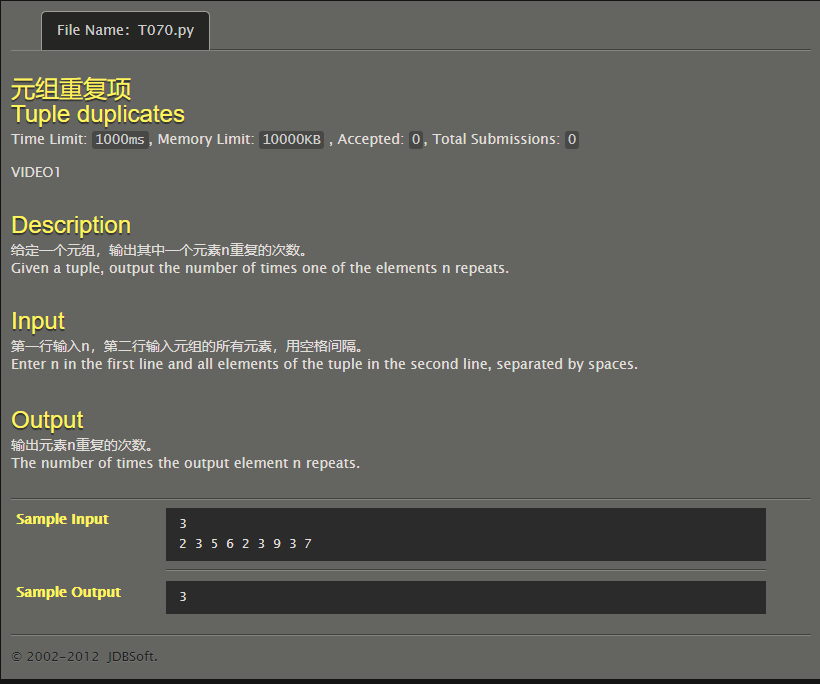 File Name: T070.py
元组重复项
Tuple duplicates
Time Limit: 1000ms, Memory Limit: 10000KB , Accepted: 0, Total Submissions: 0
VIDEO1
Description
给定一个元组，输出其中一个元素n重复的次数。
Given a tuple, output the number of times one of the elements n repeats.
Input
第一行输入n，第二行输入元组的所有元素，用空格间隔。
Enter n in the first line and all elements of the tuple in the second line, separated by spaces.
Output
输出元素n重复的次数。
The number of times the output element n repeats.
Sample Input
3
2 3 5 6 2 3 9 3 7
Sample Output
3
© 2002-2012 JDBSoft.